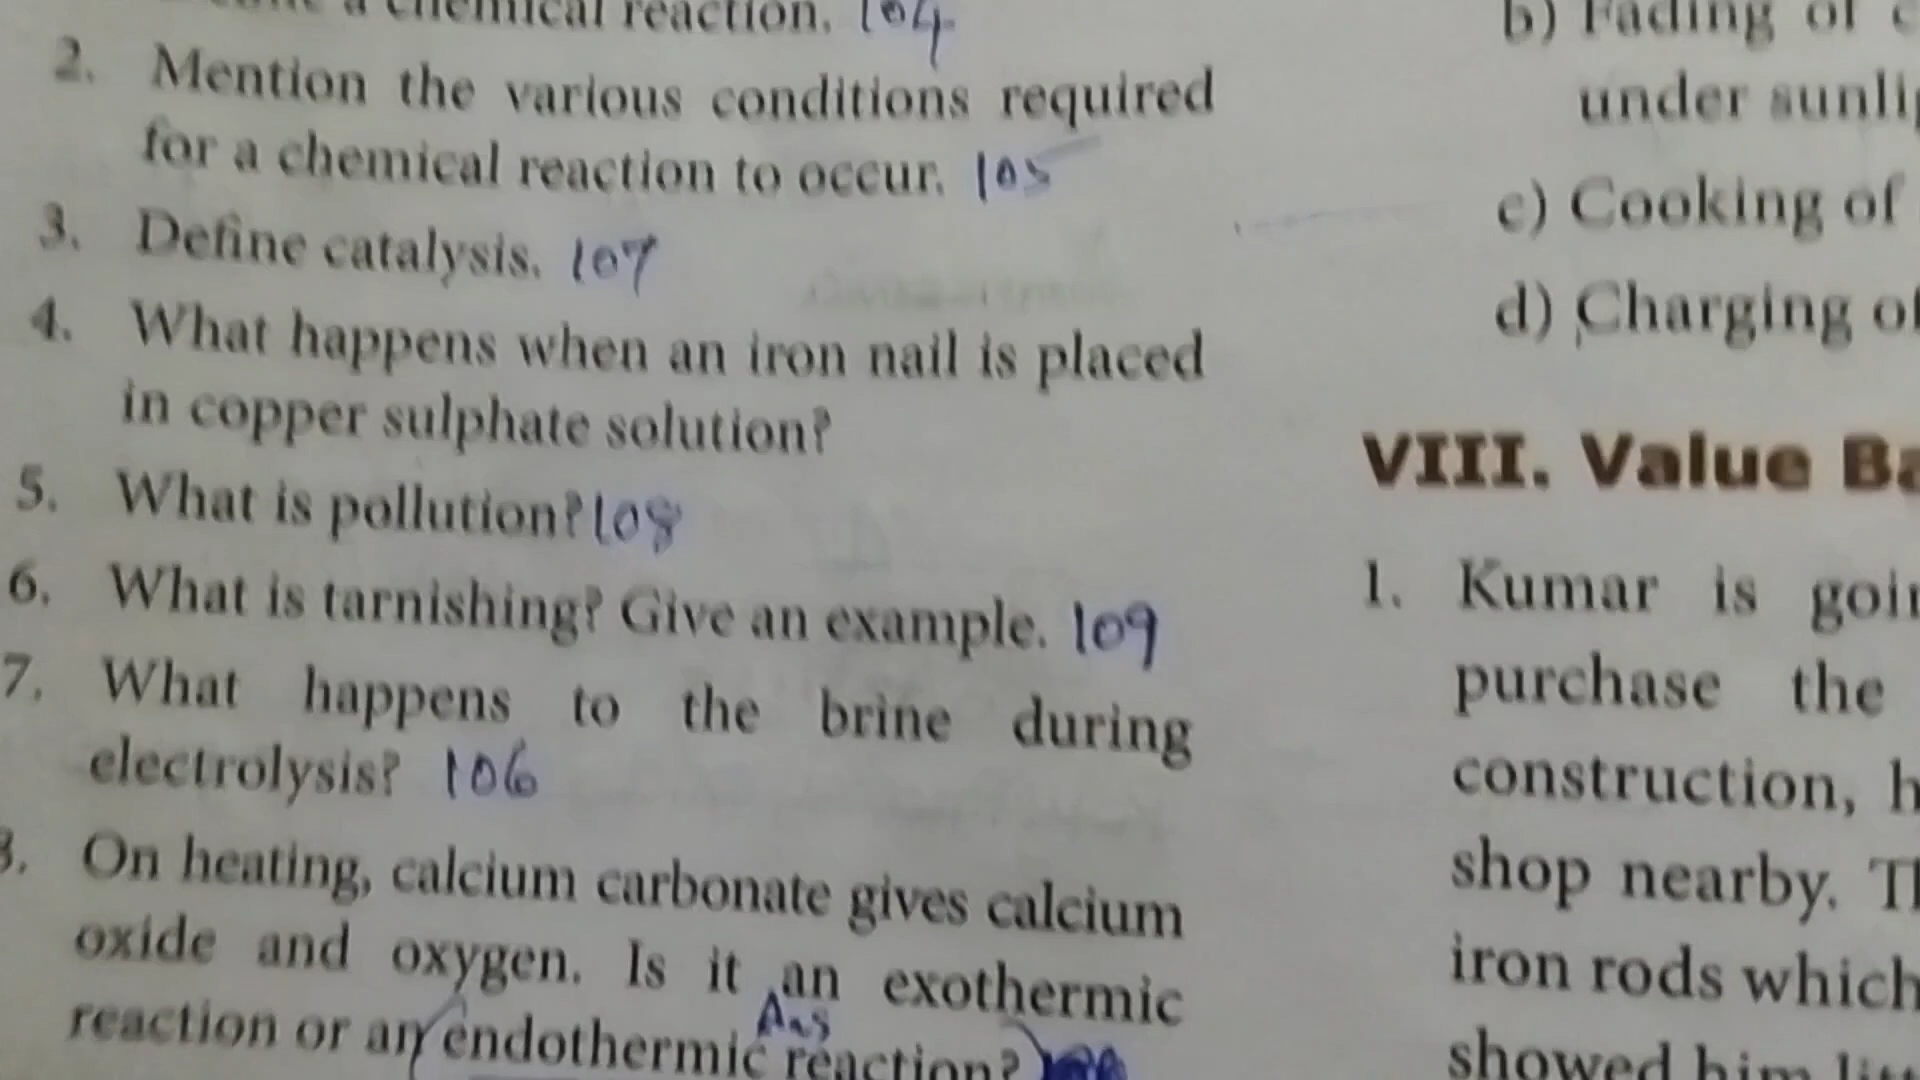 a chemical reaction. 104
2. Mention the various conditions required
for a chemical reaction to occur. 105
3. Define catalysis. 107
4. What happens when an iron nail is placed
in copper sulphate solution?
5. What is pollution? 108
6. What is tarnishing? Give an example. 109
7. What happens to the brine during
electrolysis? 106
8. On heating, calcium carbonate gives calcium
oxide and oxygen. Is it an exothermic
Ans
reaction or an endothermic reaction?
b) Fading of
under
c) Cooking of
d) Charging of
VIII. Value
1. Kumar is
purchase the
construction,
shop nearby.
iron rods which
showed him